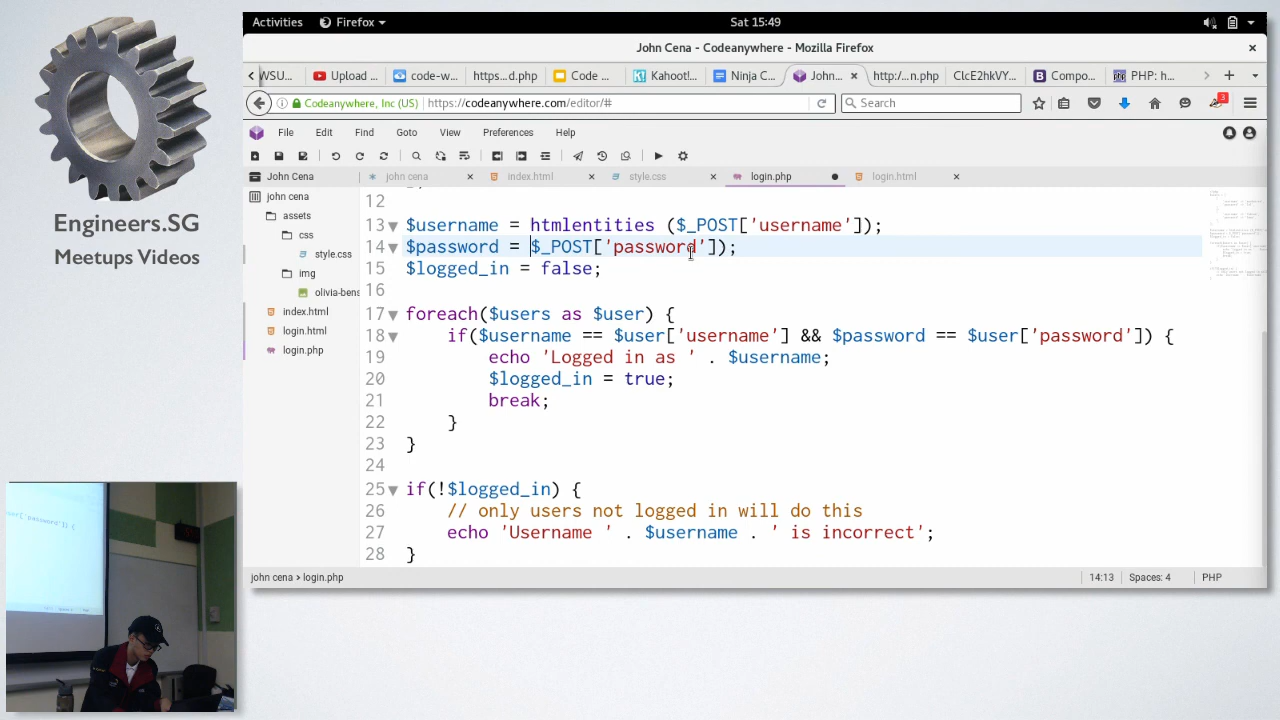 Activities Firefox Sat 15:49
John Cena - Codeanywhere - Mozilla Firefox
WSU... Upload ... code-w... https...d.php Code ... Kahoot!... Ninja C... John... http:/...n.php ClcE2hkVY... Compo... PHP: h...
Codeanywhere, Inc (US) https://codeanywhere.com/editor/# Search 3
File Edit Find Goto View Preferences Help
John Cena john cena index.html style.css login.php login.html
john cena
assets
css
style.css
img
olivia-bens
index.html
login.html
login.php
12
13 $username = htmlentities ($_POST['username']);
14 $password = $_POST['password']);
15 $logged_in = false;
16
17 foreach($users as $user) {
18 if($username == $user['username'] && $password == $user['password']) {
19 echo 'Logged in as ' . $username;
20 $logged_in = true;
21 break;
22 }
23 }
24
25 if(!$logged_in) {
26 // only users not logged in will do this
27 echo 'Username ' . $username . ' is incorrect';
28 }
john cena > login.php 14:13 Spaces: 4 PHP
Engineers.SG
Meetups Videos